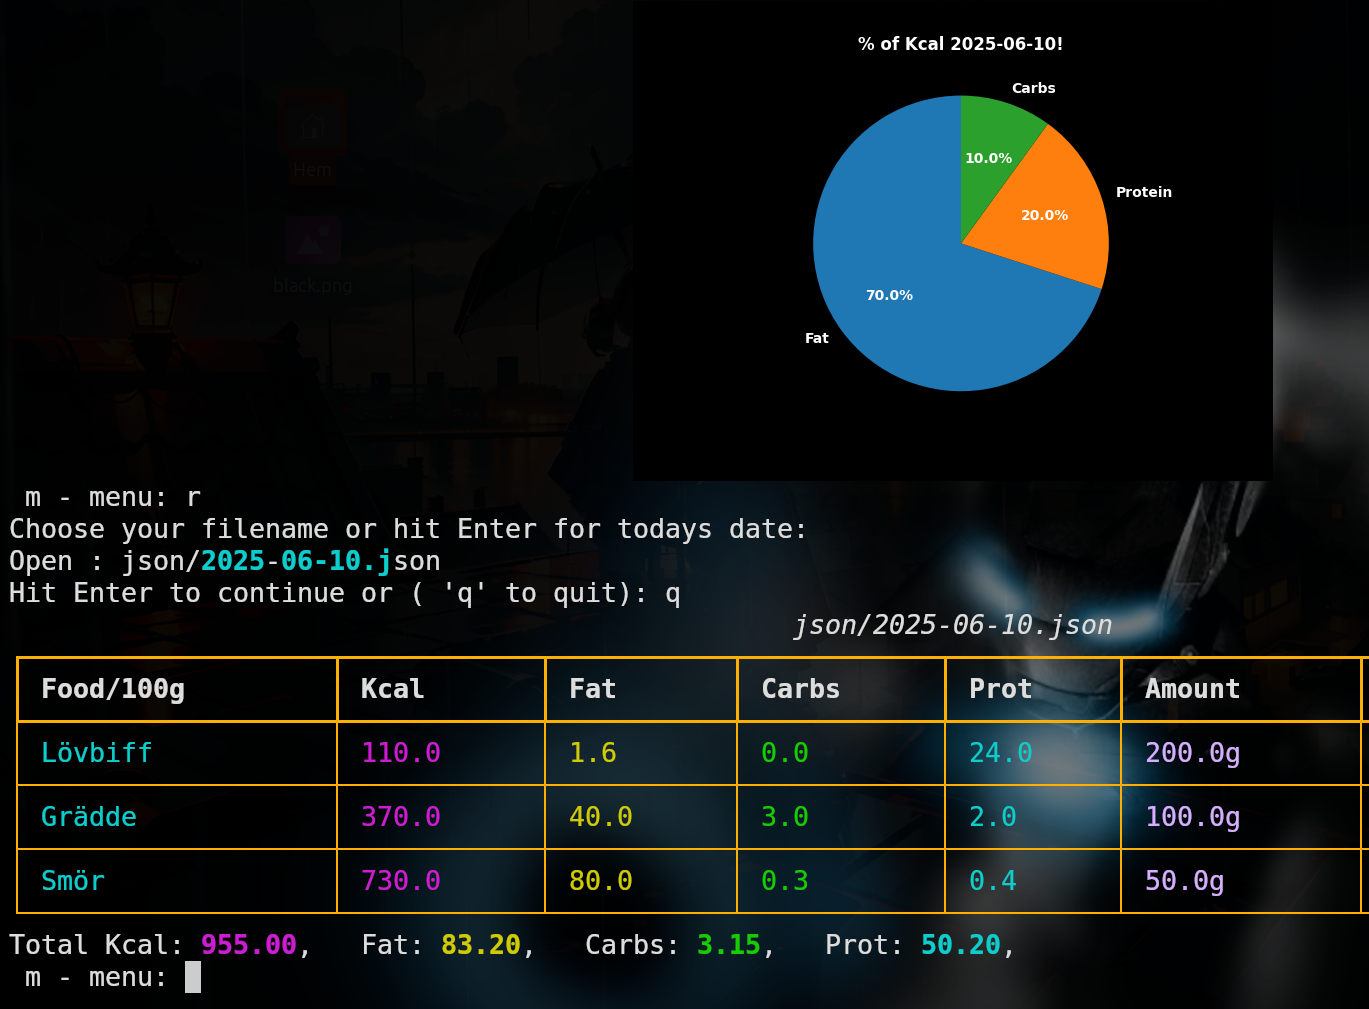 % of Kcal 2025-06-10!
Carbs
10.0%
Protein
20.0%
70.0%
Fat
Hem
black.png
m - menu: r
Choose your filename or hit Enter for todays date:
Open : json/2025-06-10.json
Hit Enter to continue or ( 'q' to quit): q
json/2025-06-10.json
Food/100g Kcal Fat Carbs Prot Amount
Lövbiff 110.0 1.6 0.0 24.0 200.0g
Grädde 370.0 40.0 3.0 2.0 100.0g
Smör 730.0 80.0 0.3 0.4 50.0g
Total Kcal: 955.00, Fat: 83.20, Carbs: 3.15, Prot: 50.20,
m - menu: